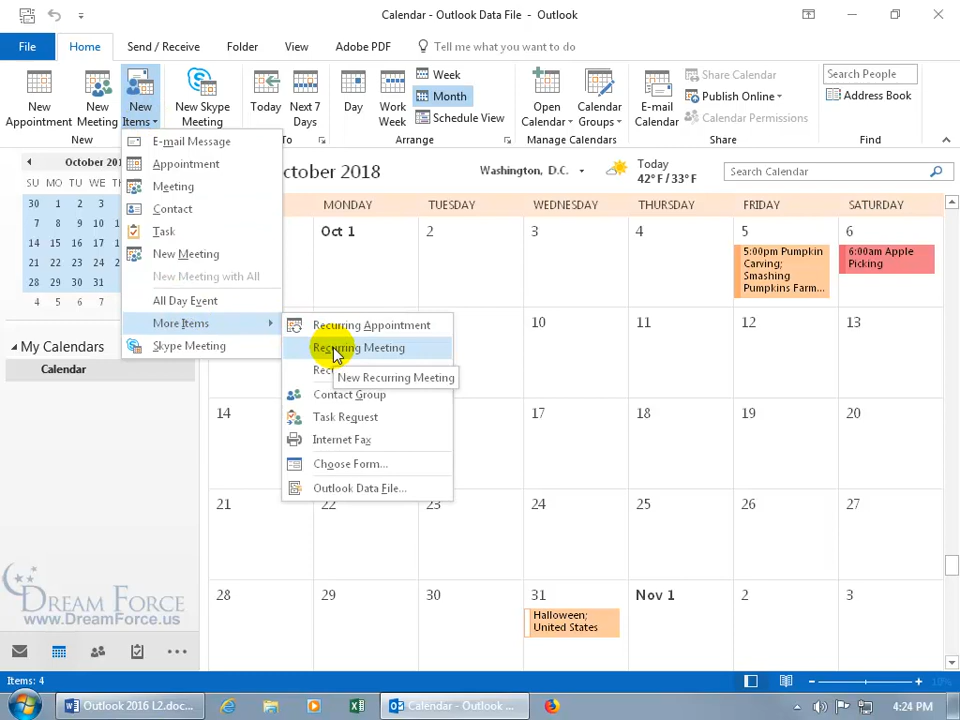 Calendar - Outlook Data File - Outlook
File Home Send / Receive Folder View Adobe PDF Tell me what you want to do
New Appointment
New Meeting
New Items
New Skype Meeting
Today
Next 7 Days
Day
Work Week
Week
Month
Schedule View
Open Calendar
Calendar Groups
E-mail Calendar
Share Calendar
Publish Online
Calendar Permissions
Search People
Address Book
New
Arrange
Manage Calendars
Share
Find
E-mail Message
Appointment
Meeting
Contact
Task
New Meeting
New Meeting with All
All Day Event
More Items
Skype Meeting
Recurring Appointment
Recurring Meeting
New Recurring Meeting
Contact Group
Task Request
Internet Fax
Choose Form...
Outlook Data File...
October 201
SU MO TU WE
30 1 2 3
7 8 9 10
14 15 16 17
21 22 23 24
28 29 30 31
4 5 6 7
My Calendars
Calendar
ctober 2018
Washington, D.C.
Today
42° F / 33° F
Search Calendar
MONDAY TUESDAY WEDNESDAY THURSDAY FRIDAY SATURDAY
Oct 1 2 3 4 5 6
5:00pm Pumpkin
Carving;
Smashing
Pumpkins Farm...
6:00am Apple
Picking
10 11 12 13
14 17 18 19 20
21 22 23 24 25 26 27
28 29 30 31 Nov 1 2 3
Halloween;
United States
DREAM FORCE
www.DreamForce.us
Items: 4
Outlook 2016 L2.doc...
Calendar - Outlook ...
4:24 PM